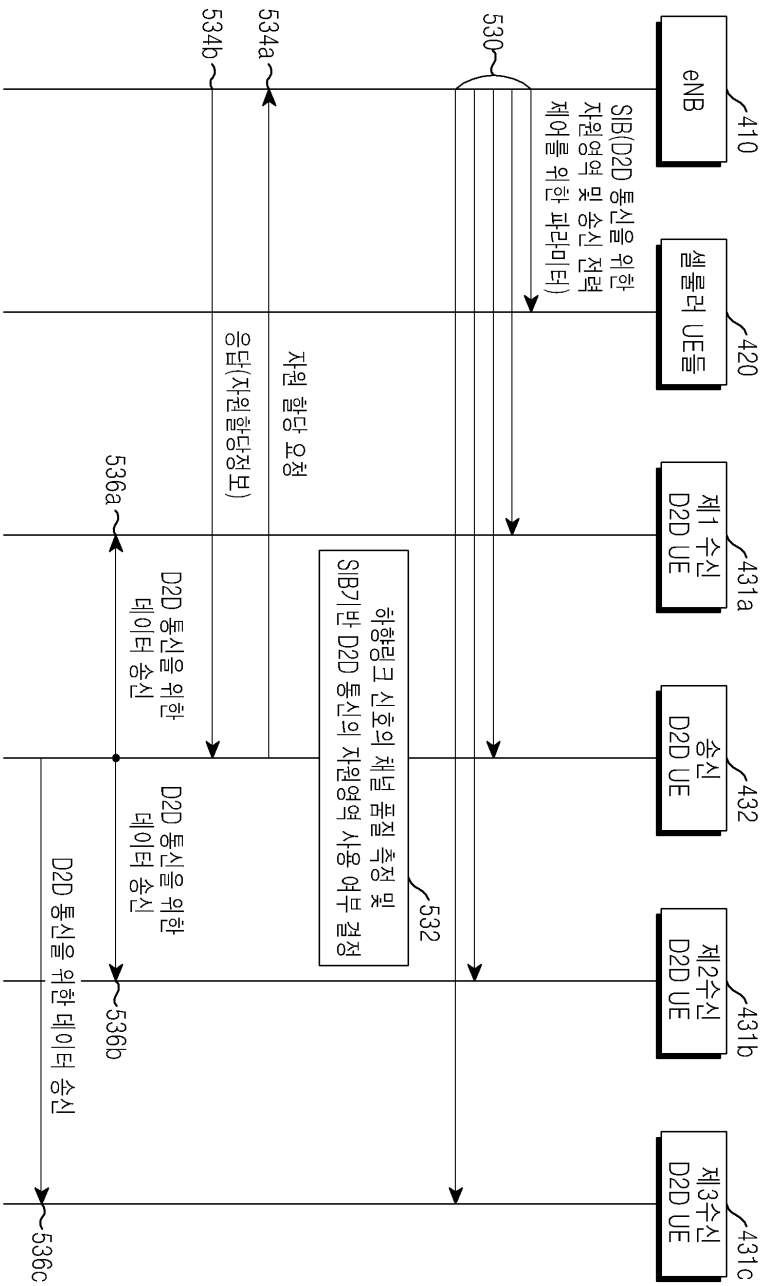 eNB
410
셀룰러 UE들
420
제1 수신
D2D UE
431a
송신
D2D UE
432
제2수신
D2D UE
431b
제3수신
D2D UE
431c
SIB(D2D 통신을 위한
자원영역 및 송신 전력
제어를 위한 파라미터)
530
하향링크 신호의 채널 품질 측정 및
SIB기반 D2D 통신의 자원영역 사용 여부 결정
532
자원 할당 요청
534a
응답(자원할당정보)
534b
D2D 통신을 위한
데이터 송신
536a
D2D 통신을 위한
데이터 송신
536b
D2D 통신을 위한 데이터 송신
536c